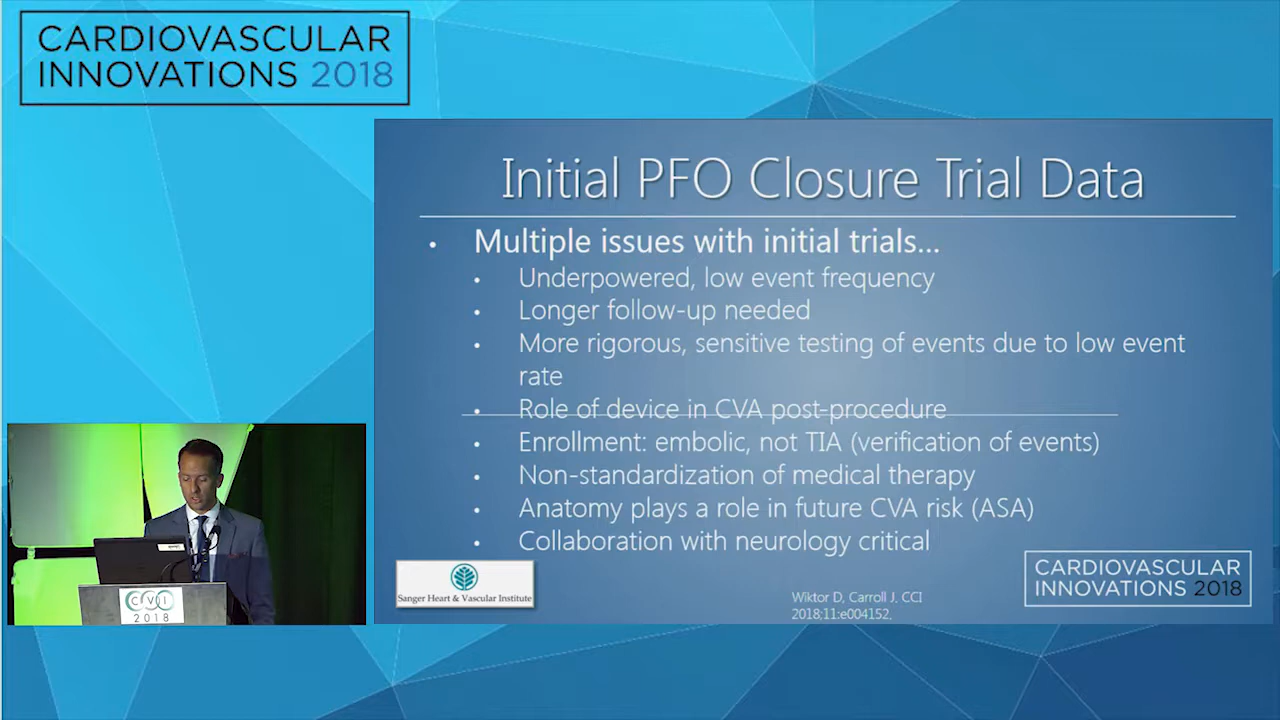 CARDIOVASCULAR
INNOVATIONS 2018
Initial PFO Closure Trial Data
• Multiple issues with initial trials...
• Underpowered, low event frequency
• Longer follow-up needed
• More rigorous, sensitive testing of events due to low event
rate
• Role of device in CVA post-procedure
• Enrollment: embolic, not TIA (verification of events)
• Non-standardization of medical therapy
• Anatomy plays a role in future CVA risk (ASA)
• Collaboration with neurology critical
Sanger Heart & Vascular Institute
Wiktor D, Carroll J. CCI
2018;11:e004152.
CARDIOVASCULAR
INNOVATIONS 2018
2018